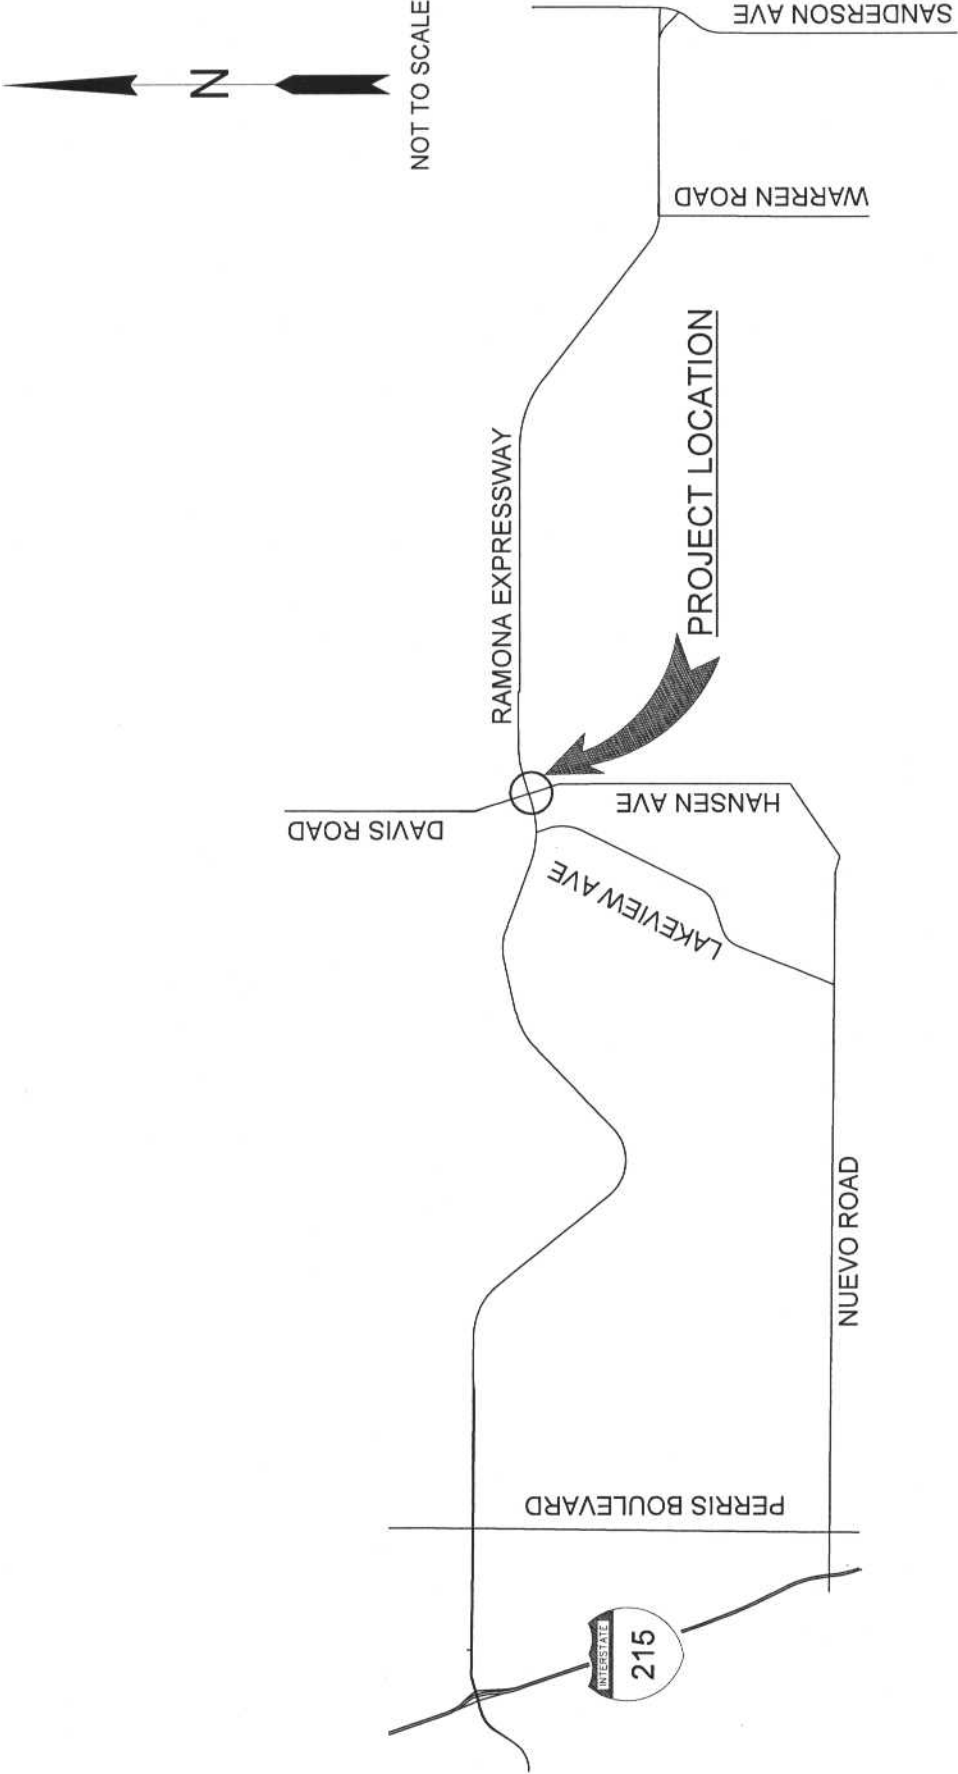 N
NOT TO SCALE
SANDERSON AVE
WARREN ROAD
RAMONA EXPRESSWAY
PROJECT LOCATION
DAVIS ROAD
HANSEN AVE
LAKEVIEW AVE
NUEVO ROAD
PERRIS BOULEVARD
INTERSTATE
215